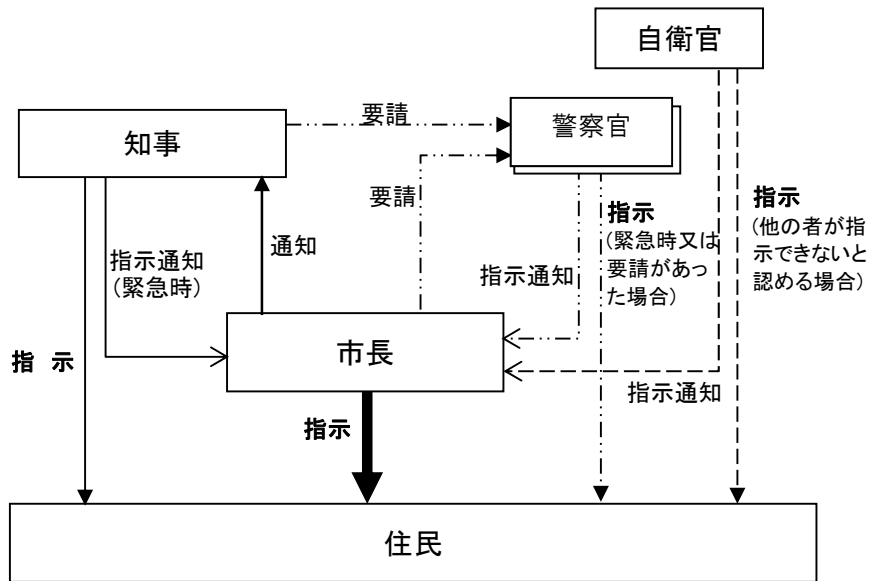 自衛官
要請
警察官
知事
要請
指示
(緊急時又は
要請があっ
た場合)
指示
(他の者が指
示できないと
認める場合)
通知
指示通知
(緊急時)
指示通知
市長
指 示
指示通知
指示
住民